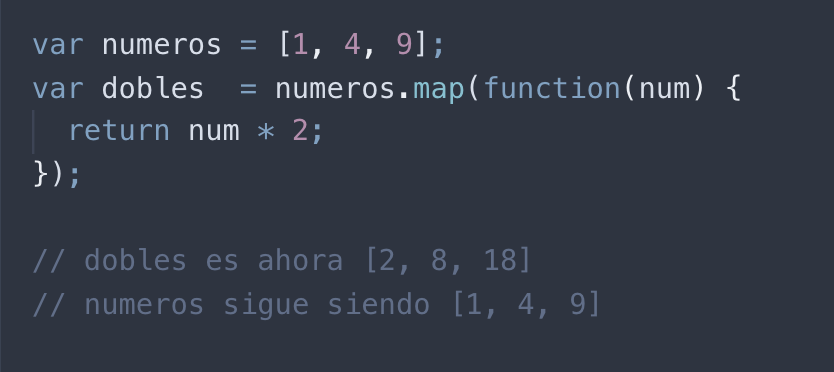 var numeros = [1, 4, 9];
var dobles  = numeros.map(function(num) {
  return num * 2;
});

// dobles es ahora [2, 8, 18]
// numeros sigue siendo [1, 4, 9]